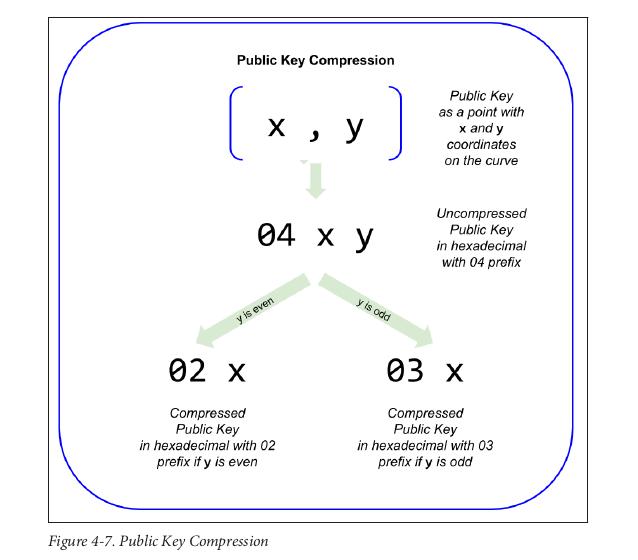 Public Key Compression
x , y
Public Key
as a point with
x and y
coordinates
on the curve
04 x y
Uncompressed
Public Key
in hexadecimal
with 04 prefix
y is even
y is odd
02 x
03 x
Compressed
Public Key
in hexadecimal with 02
prefix if y is even
Compressed
Public Key
in hexadecimal with 03
prefix if y is odd
Figure 4-7. Public Key Compression